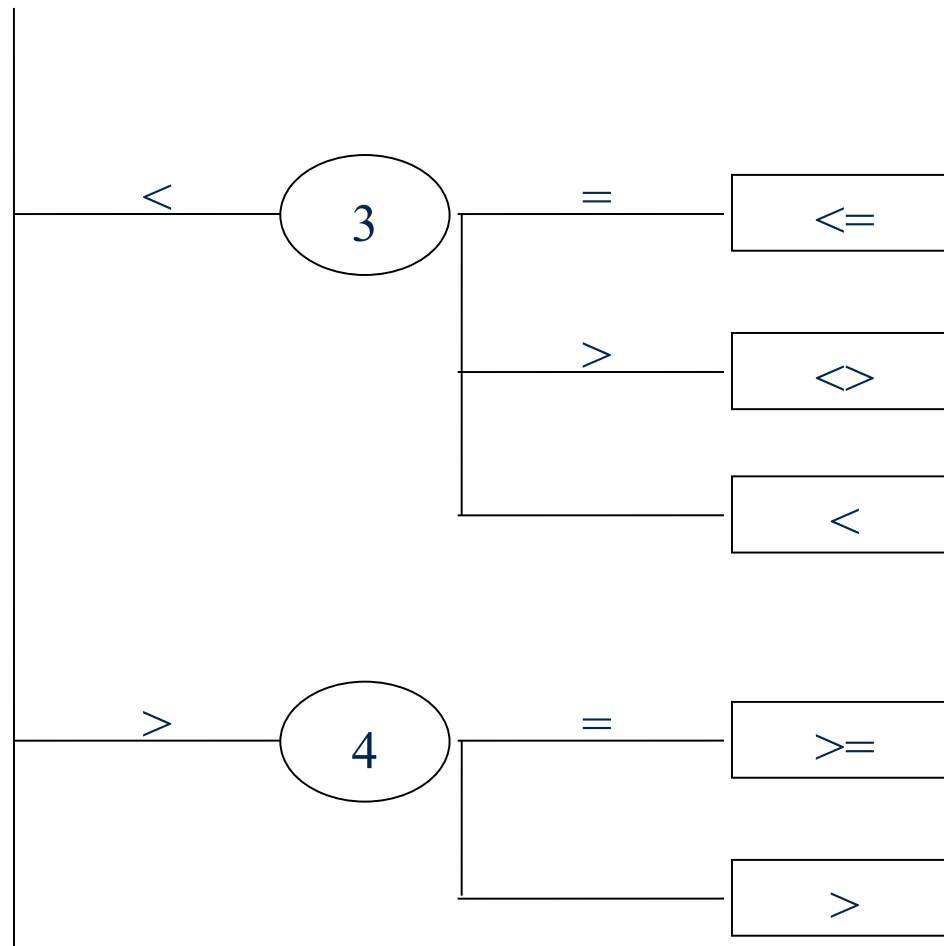 < 3 = <=
> <>
<
> 4 = >=
>